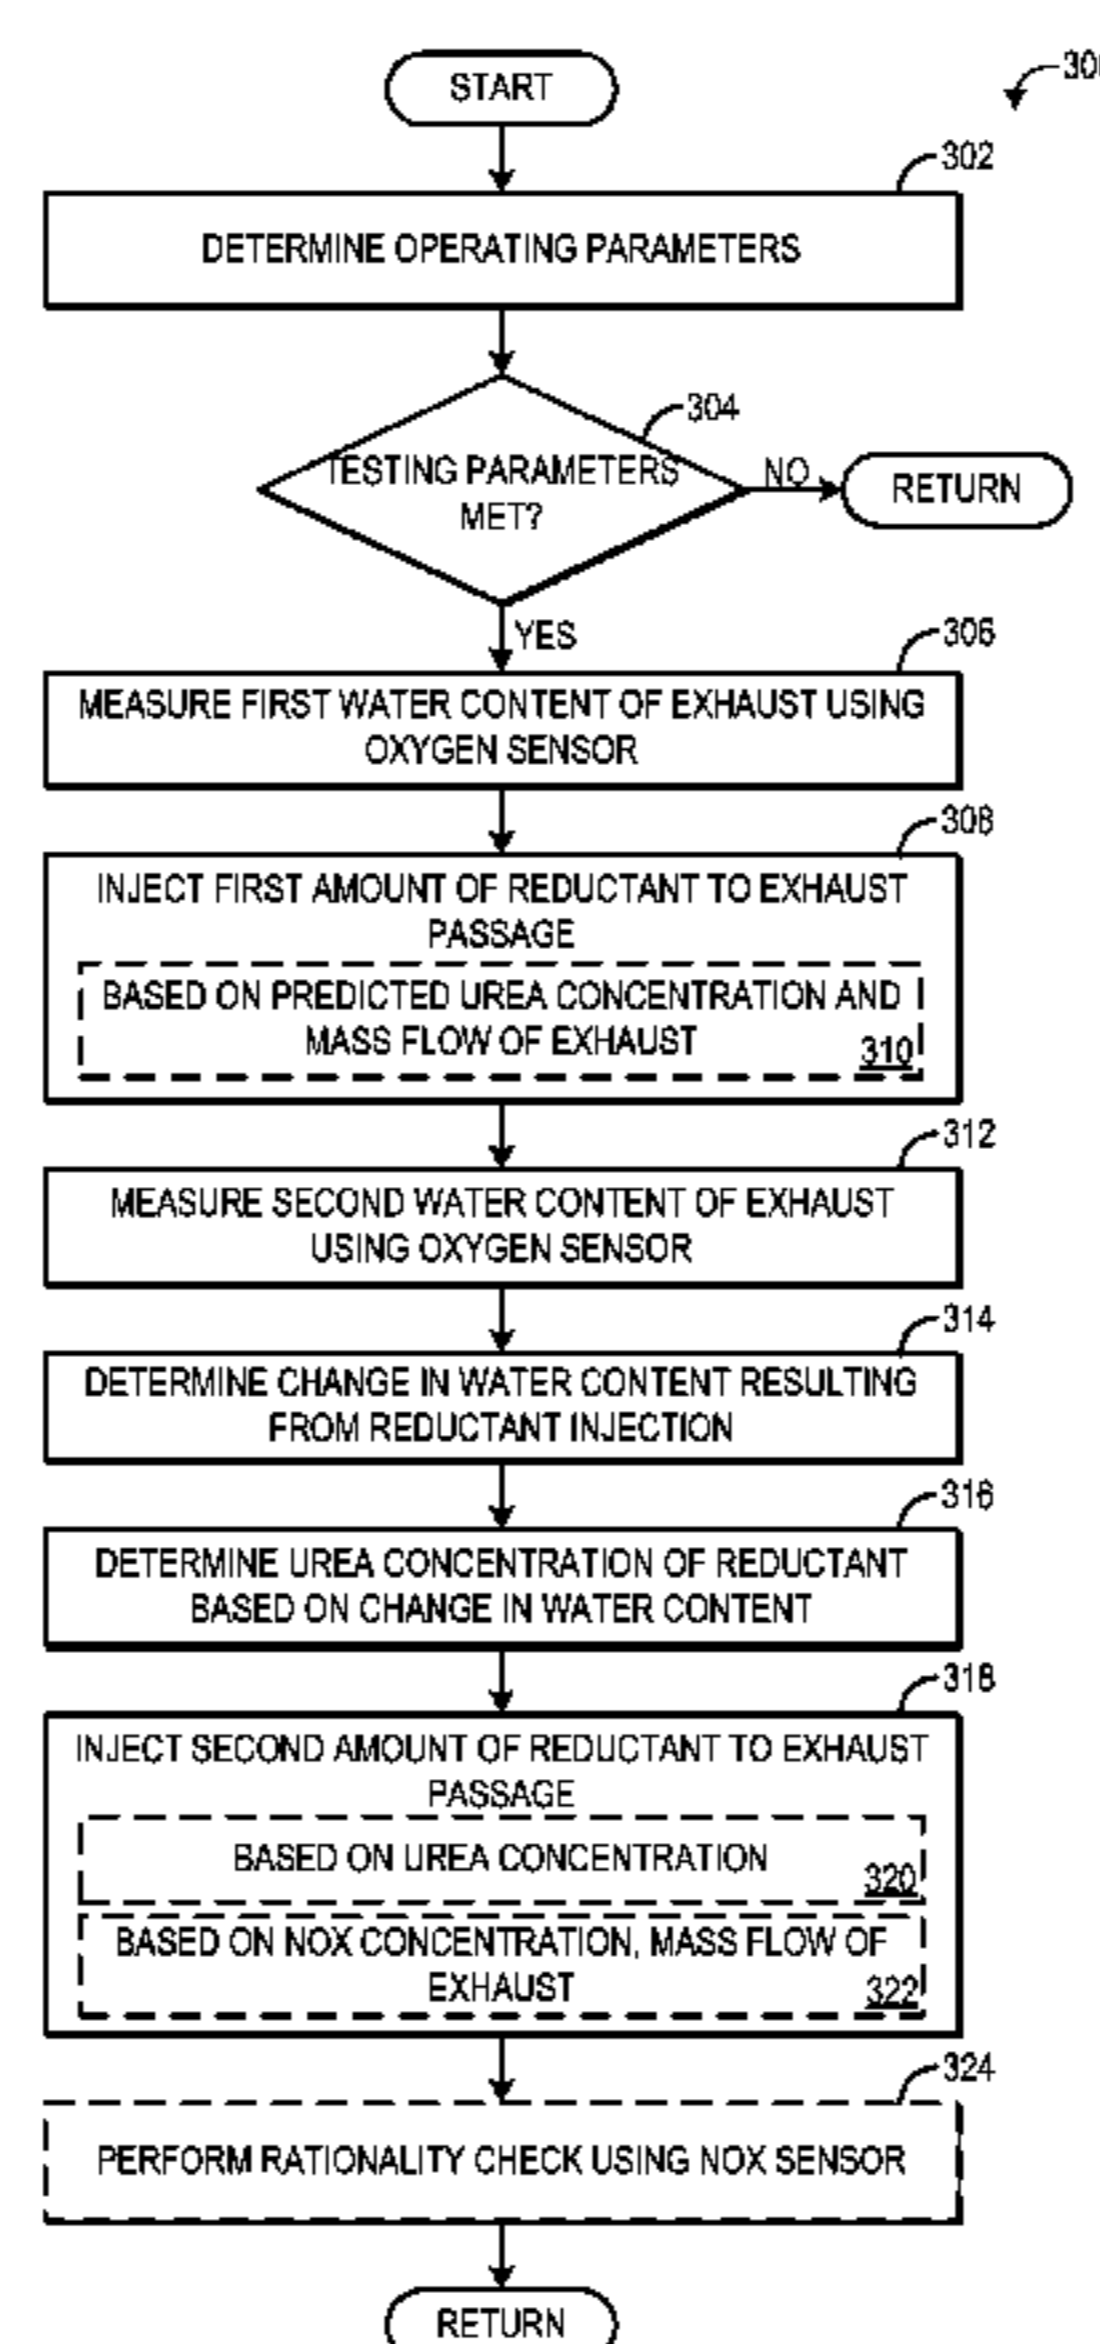 START
302
DETERMINE OPERATING PARAMETERS
304
TESTING PARAMETERS
MET?
NO
RETURN
YES
306
MEASURE FIRST WATER CONTENT OF EXHAUST USING
OXYGEN SENSOR
308
INJECT FIRST AMOUNT OF REDUCTANT TO EXHAUST
PASSAGE
BASED ON PREDICTED UREA CONCENTRATION AND
MASS FLOW OF EXHAUST
310
312
MEASURE SECOND WATER CONTENT OF EXHAUST
USING OXYGEN SENSOR
314
DETERMINE CHANGE IN WATER CONTENT RESULTING
FROM REDUCTANT INJECTION
316
DETERMINE UREA CONCENTRATION OF REDUCTANT
BASED ON CHANGE IN WATER CONTENT
318
INJECT SECOND AMOUNT OF REDUCTANT TO EXHAUST
PASSAGE
BASED ON UREA CONCENTRATION
320
BASED ON NOX CONCENTRATION, MASS FLOW OF
EXHAUST
322
324
PERFORM RATIONALITY CHECK USING NOX SENSOR
RETURN